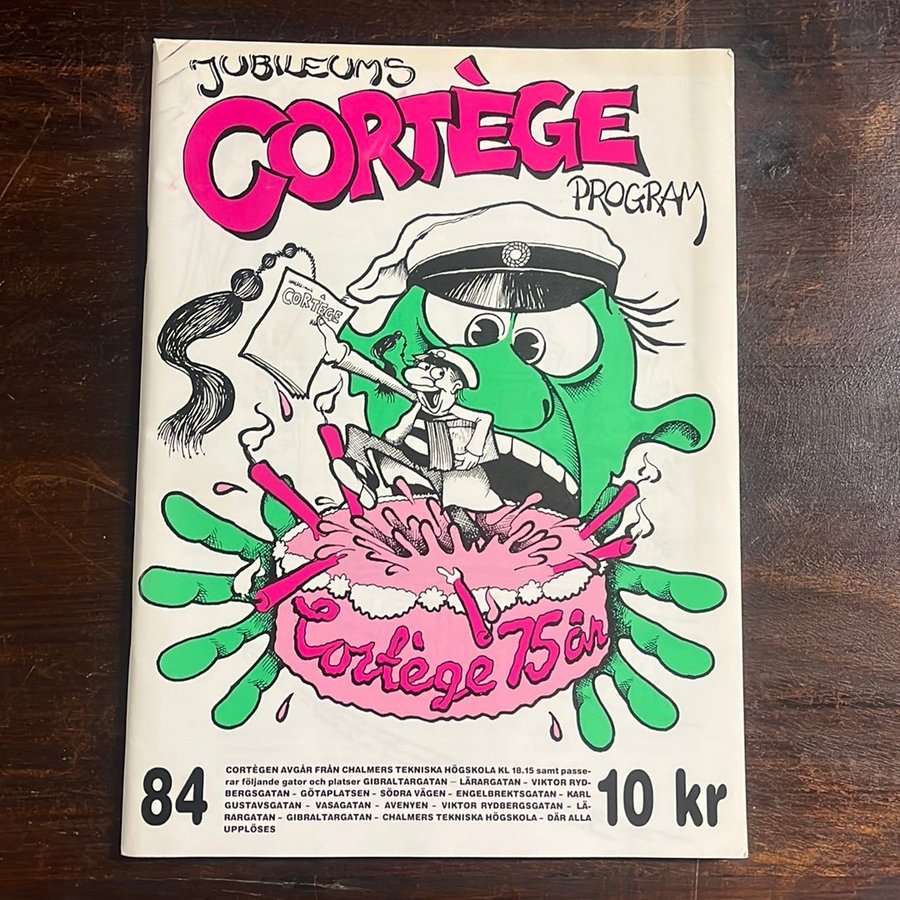 JUBILEUMS
CORTÈGE
PROGRAM
CORTÈGE
Cortège 75 år
84
CORTÈGEN AVGÅR FRÅN CHALMERS TEKNISKA HÖGSKOLA KL 18.15 samt passe-
rar följande gator och platser GIBRALTARGATAN – LÄRARGATAN – VIKTOR RYD-
BERGSGATAN – GÖTAPLATSEN – SÖDRA VÄGEN – ENGELBREKTSGATAN – KARL
GUSTAVSGATAN – VASAGATAN – AVENYEN – VIKTOR RYDBERGSGATAN – LÄ-
RARGATAN – GIBRALTARGATAN – CHALMERS TEKNISKA HÖGSKOLA – DÄR ALLA
UPPLÖSES
10 kr